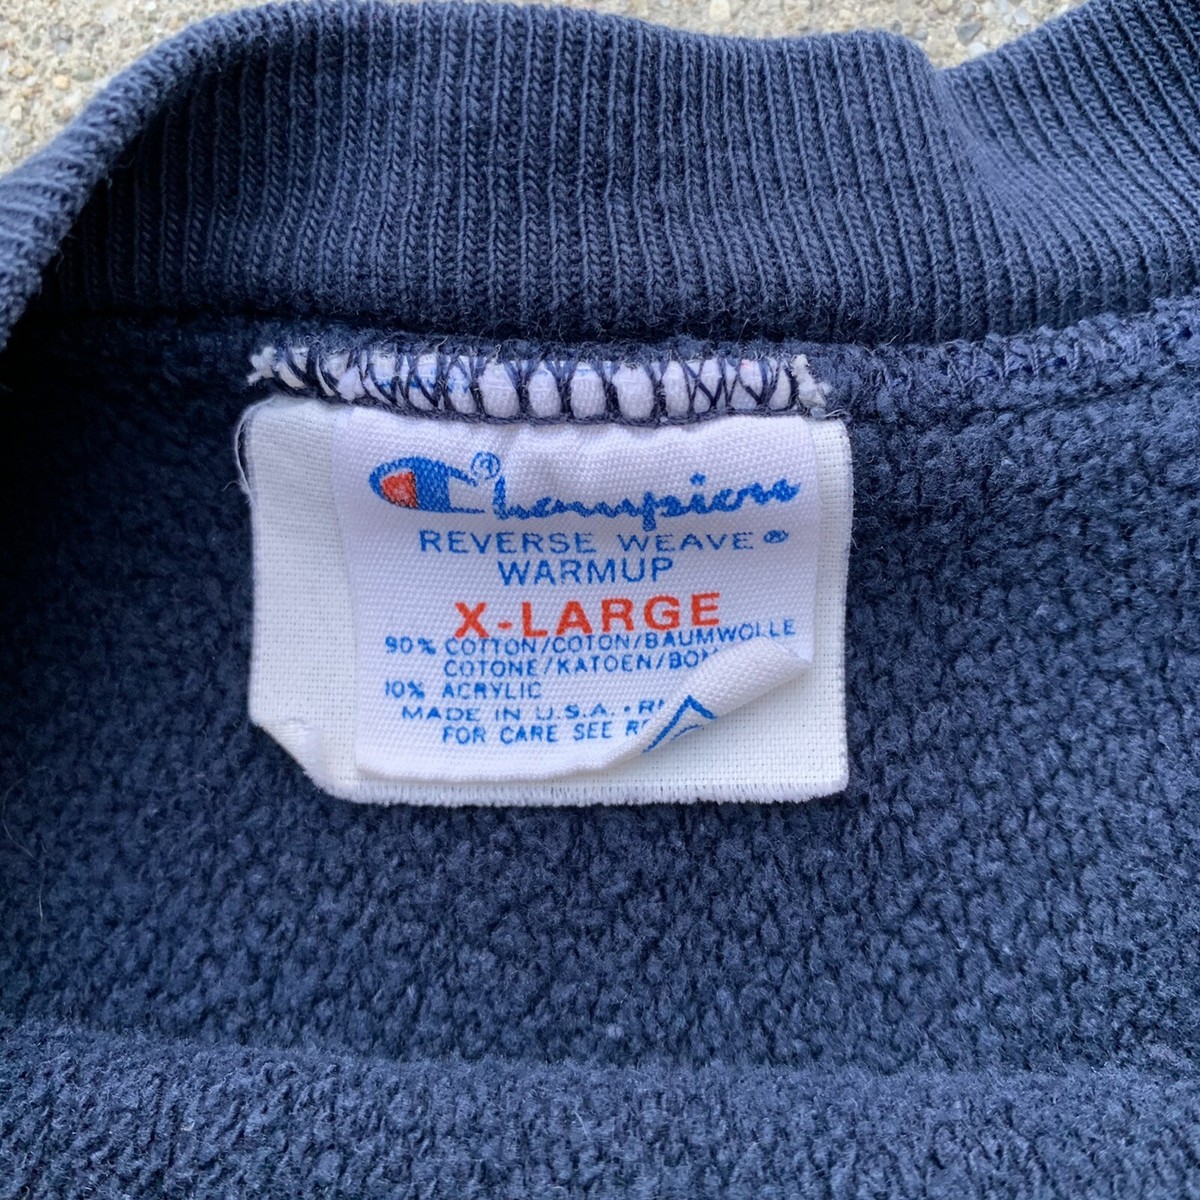 Champion®
REVERSE WEAVE®
WARMUP
X-LARGE
90% COTTON/COTON/BAUMWOLLE
COTONE/KATOEN/
10% ACRYLIC
MADE IN U.S.A.
FOR CARE SEE